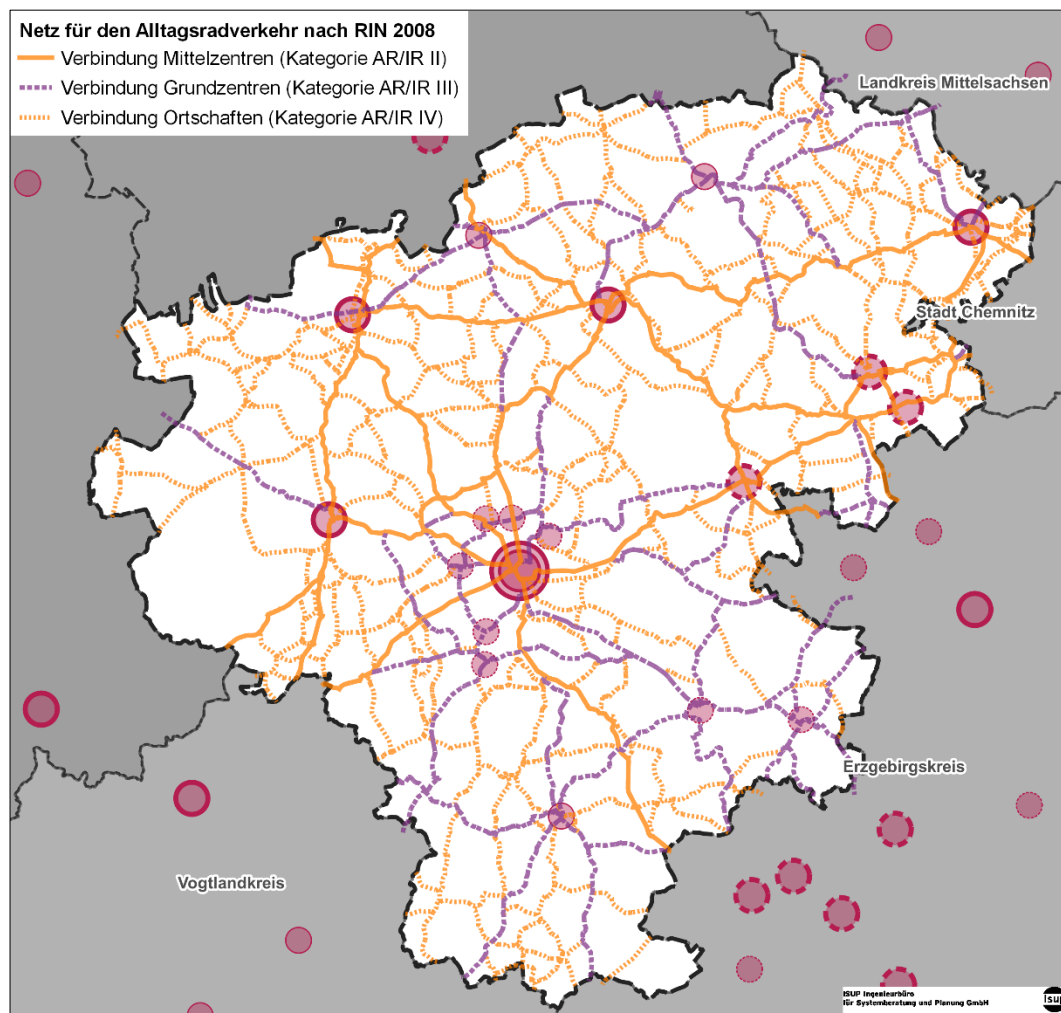 Netz für den Alltagsradverkehr nach RIN 2008
Verbindung Mittelzentren (Kategorie AR/IR II)
Verbindung Grundzentren (Kategorie AR/IR III)
Verbindung Ortschaften (Kategorie AR/IR IV)
Landkreis Mittelsachsen
Stadt Chemnitz
Erzgebirgskreis
Vogtlandkreis
ISUP Ingenieurbüro
für Systemberatung und Planung GmbH
isup